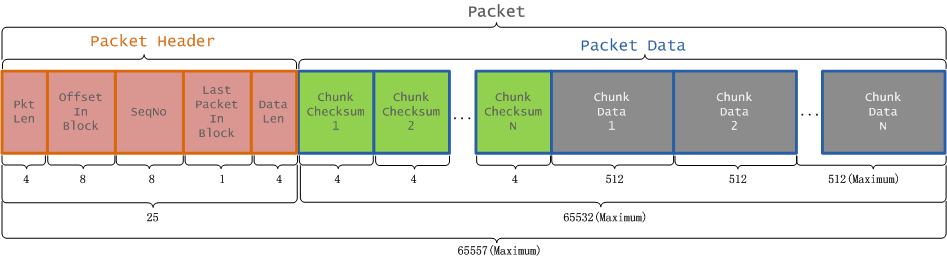 Packet
Packet Header
Packet Data
Pkt
Len
Offset
In
Block
SeqNo
Last
Packet
In
Block
Data
Len
Chunk
Checksum
1
Chunk
Checksum
2
...
Chunk
Checksum
N
Chunk
Data
1
Chunk
Data
2
...
Chunk
Data
N
4
8
8
1
4
4
4
4
512
512
512(Maximum)
25
65532(Maximum)
65557(Maximum)